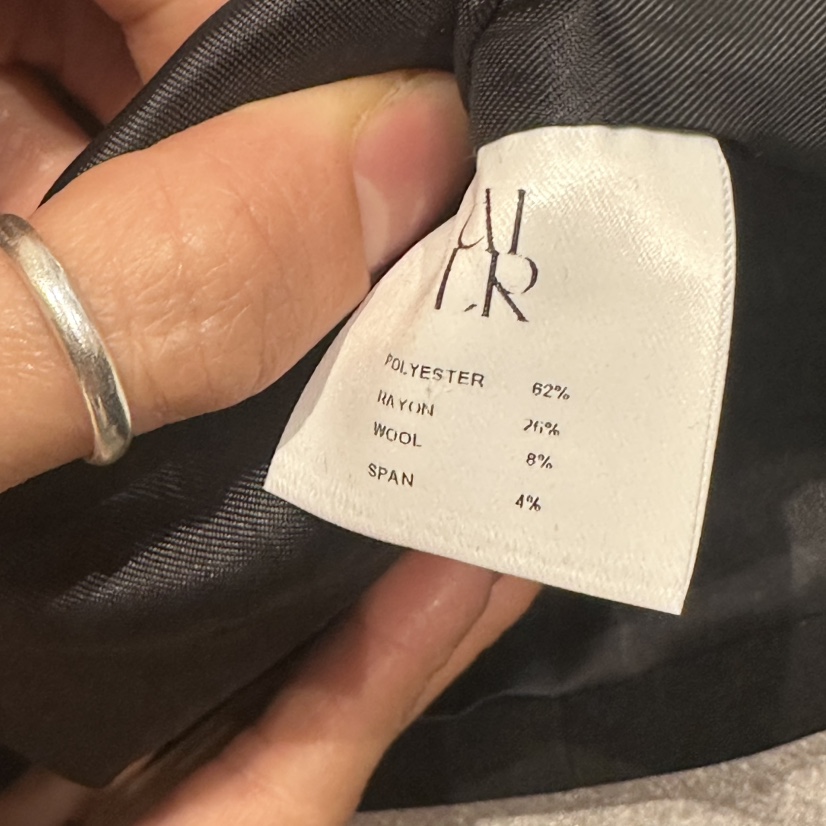 POLYESTER 62%
RAYON 26%
WOOL 8%
SPAN 4%